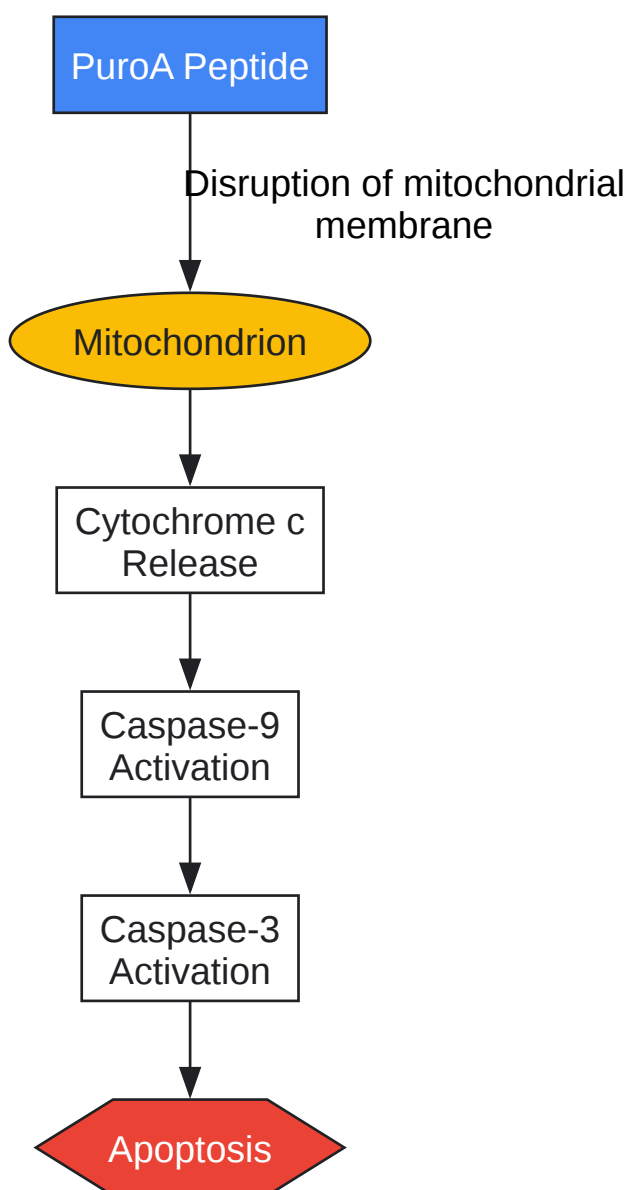 PuroA Peptide
Disruption of mitochondrial
membrane
Mitochondrion
Cytochrome c
Release
Caspase-9
Activation
Caspase-3
Activation
Apoptosis